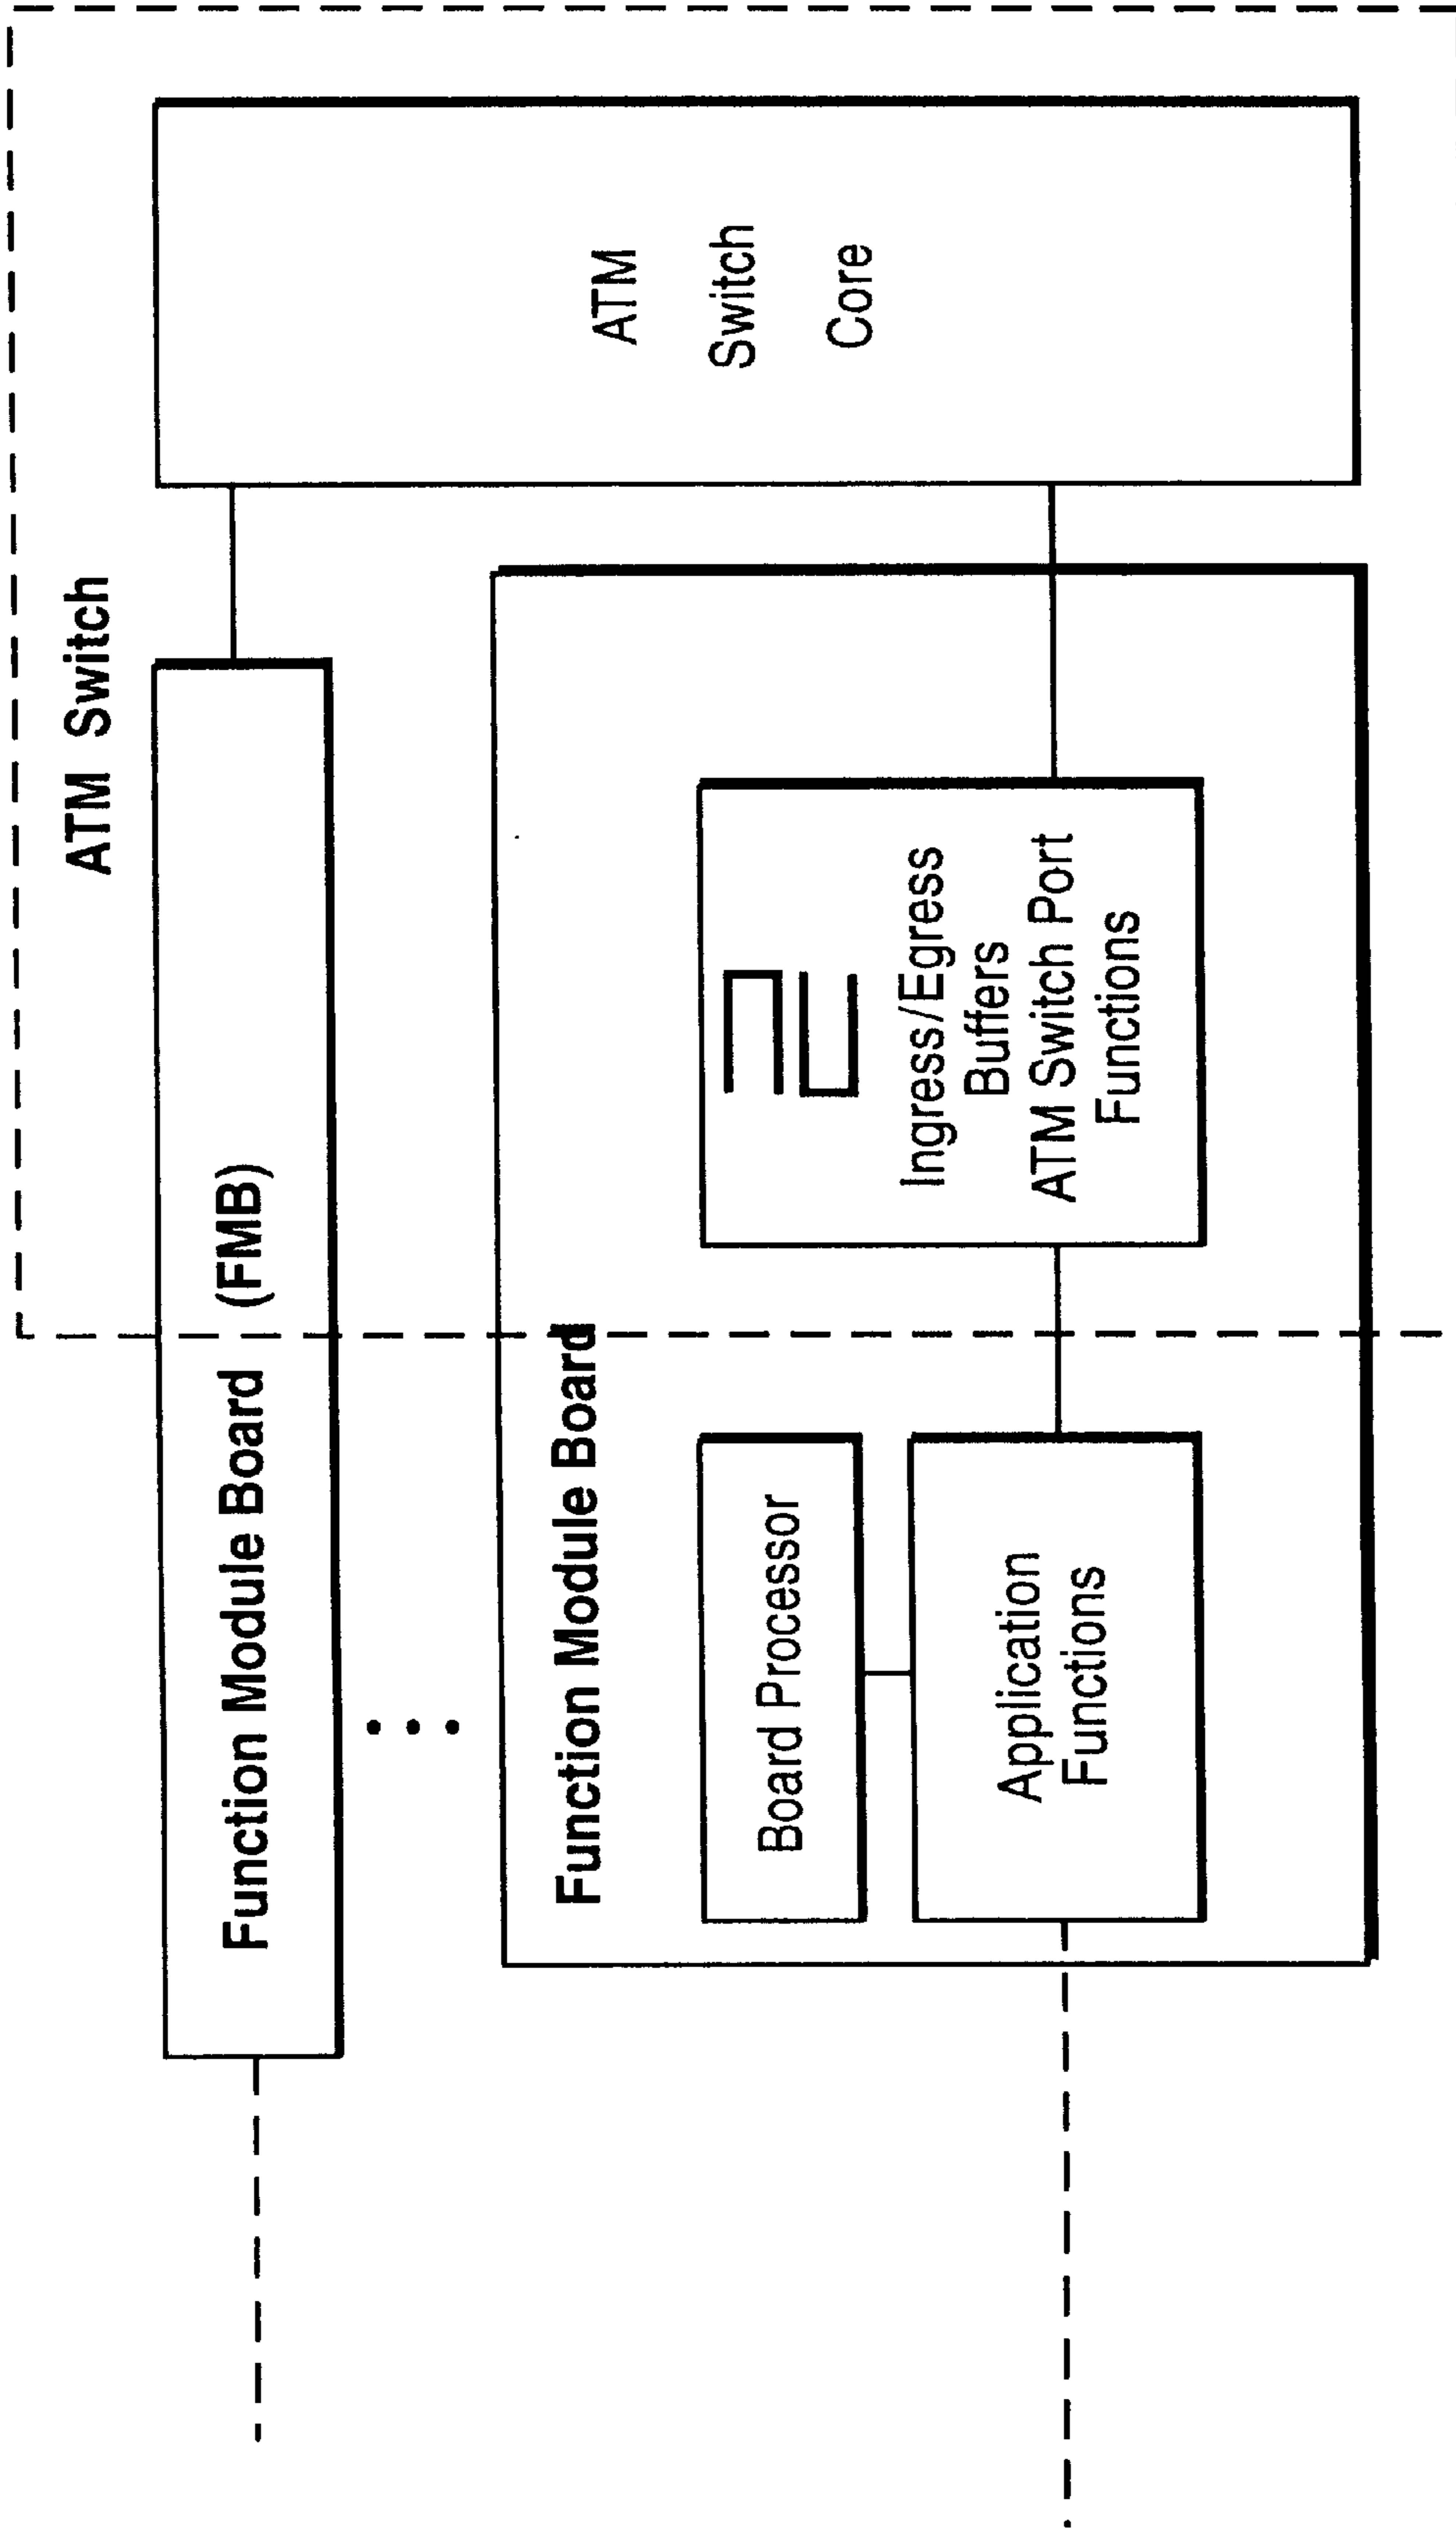 ATM Switch
Function Module Board (FMB)
Function Module Board
Board Processor
Application
Functions
Ingress/Egress
Buffers
ATM Switch Port
Functions
ATM
Switch
Core